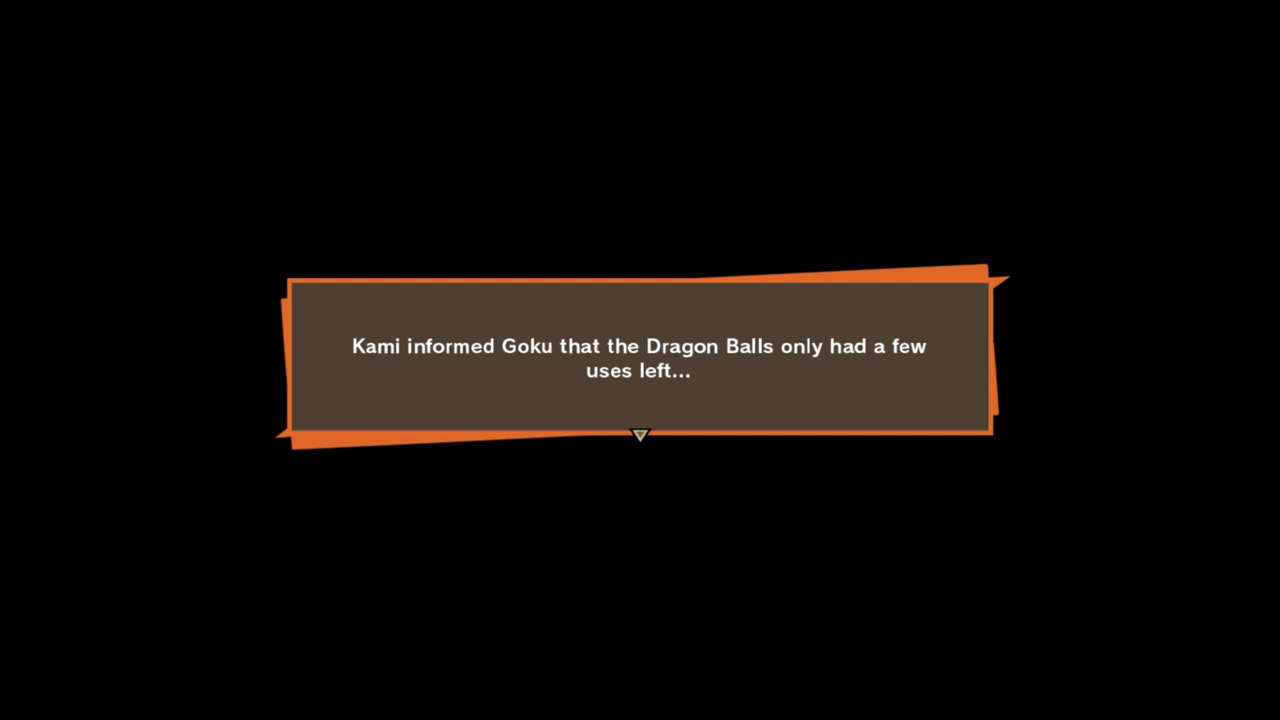 Kami informed Goku that the Dragon Balls only had a few
uses left...